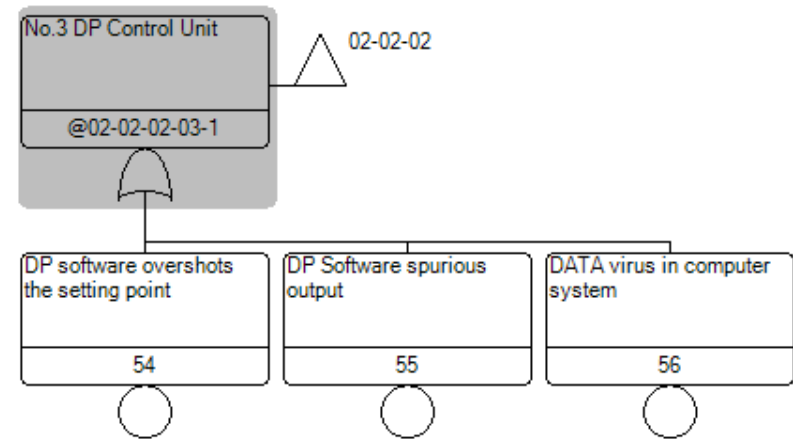 No.3 DP Control Unit
02-02-02
@02-02-02-03-1
DP software overshots
the setting point
54
DP Software spurious
output
55
DATA virus in computer
system
56